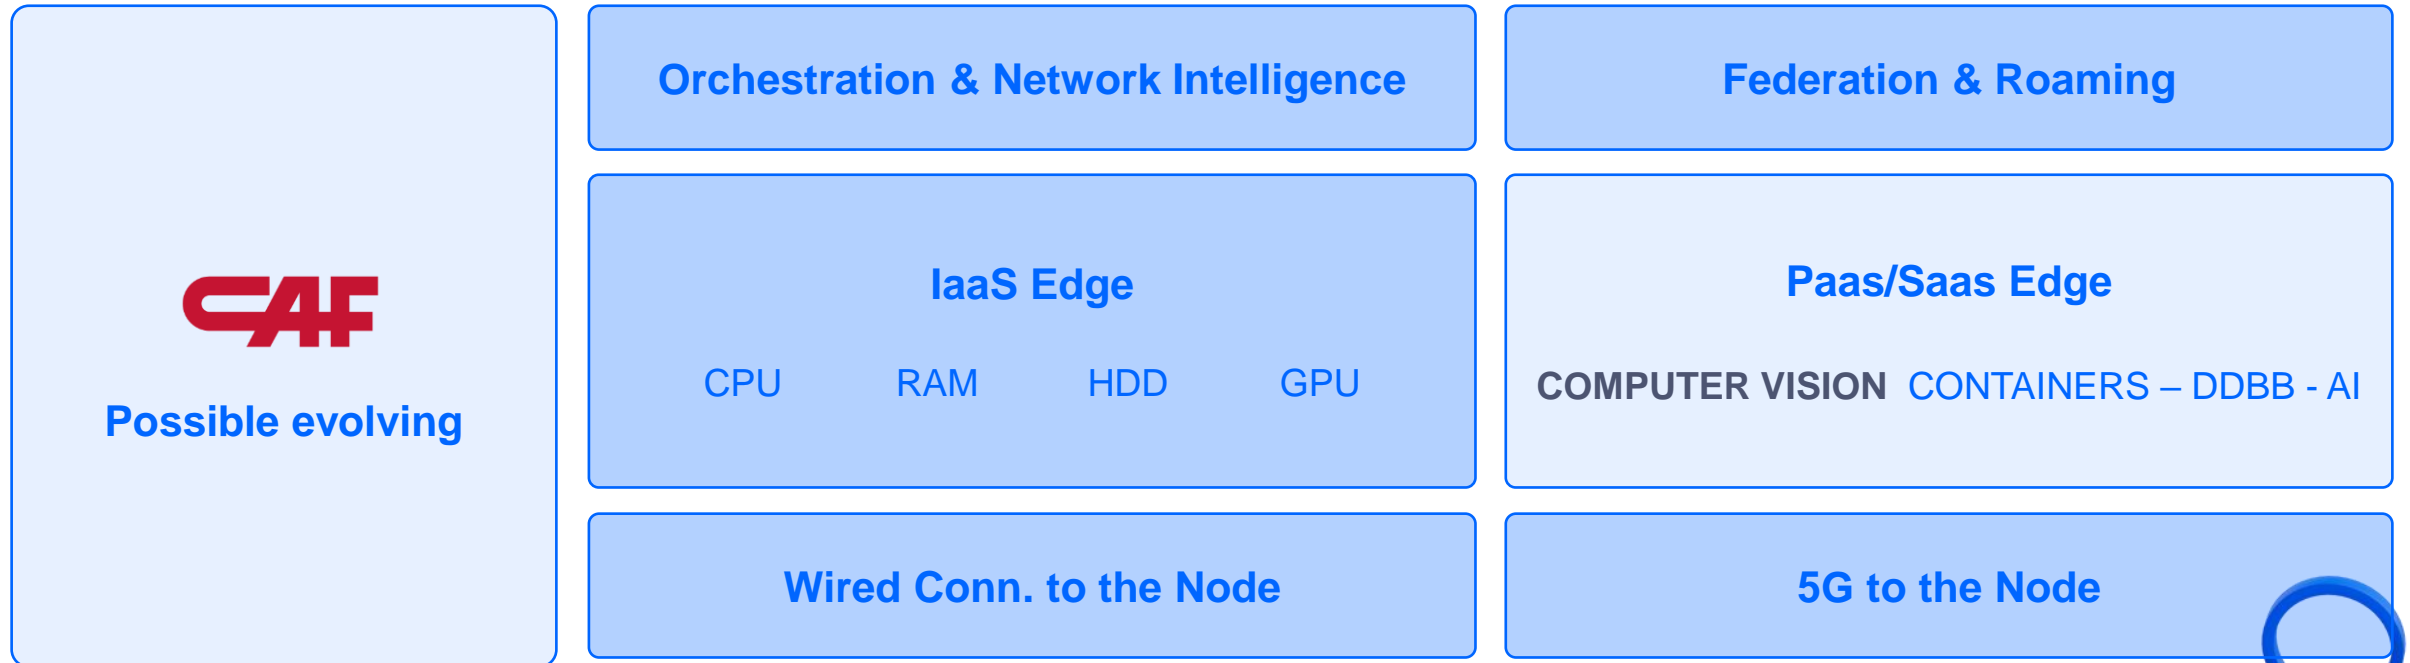 CAF
Possible evolving
Orchestration & Network Intelligence
Federation & Roaming
IaaS Edge
CPU RAM HDD GPU
Paas/Saas Edge
COMPUTER VISION CONTAINERS – DDBB - AI
Wired Conn. to the Node
5G to the Node